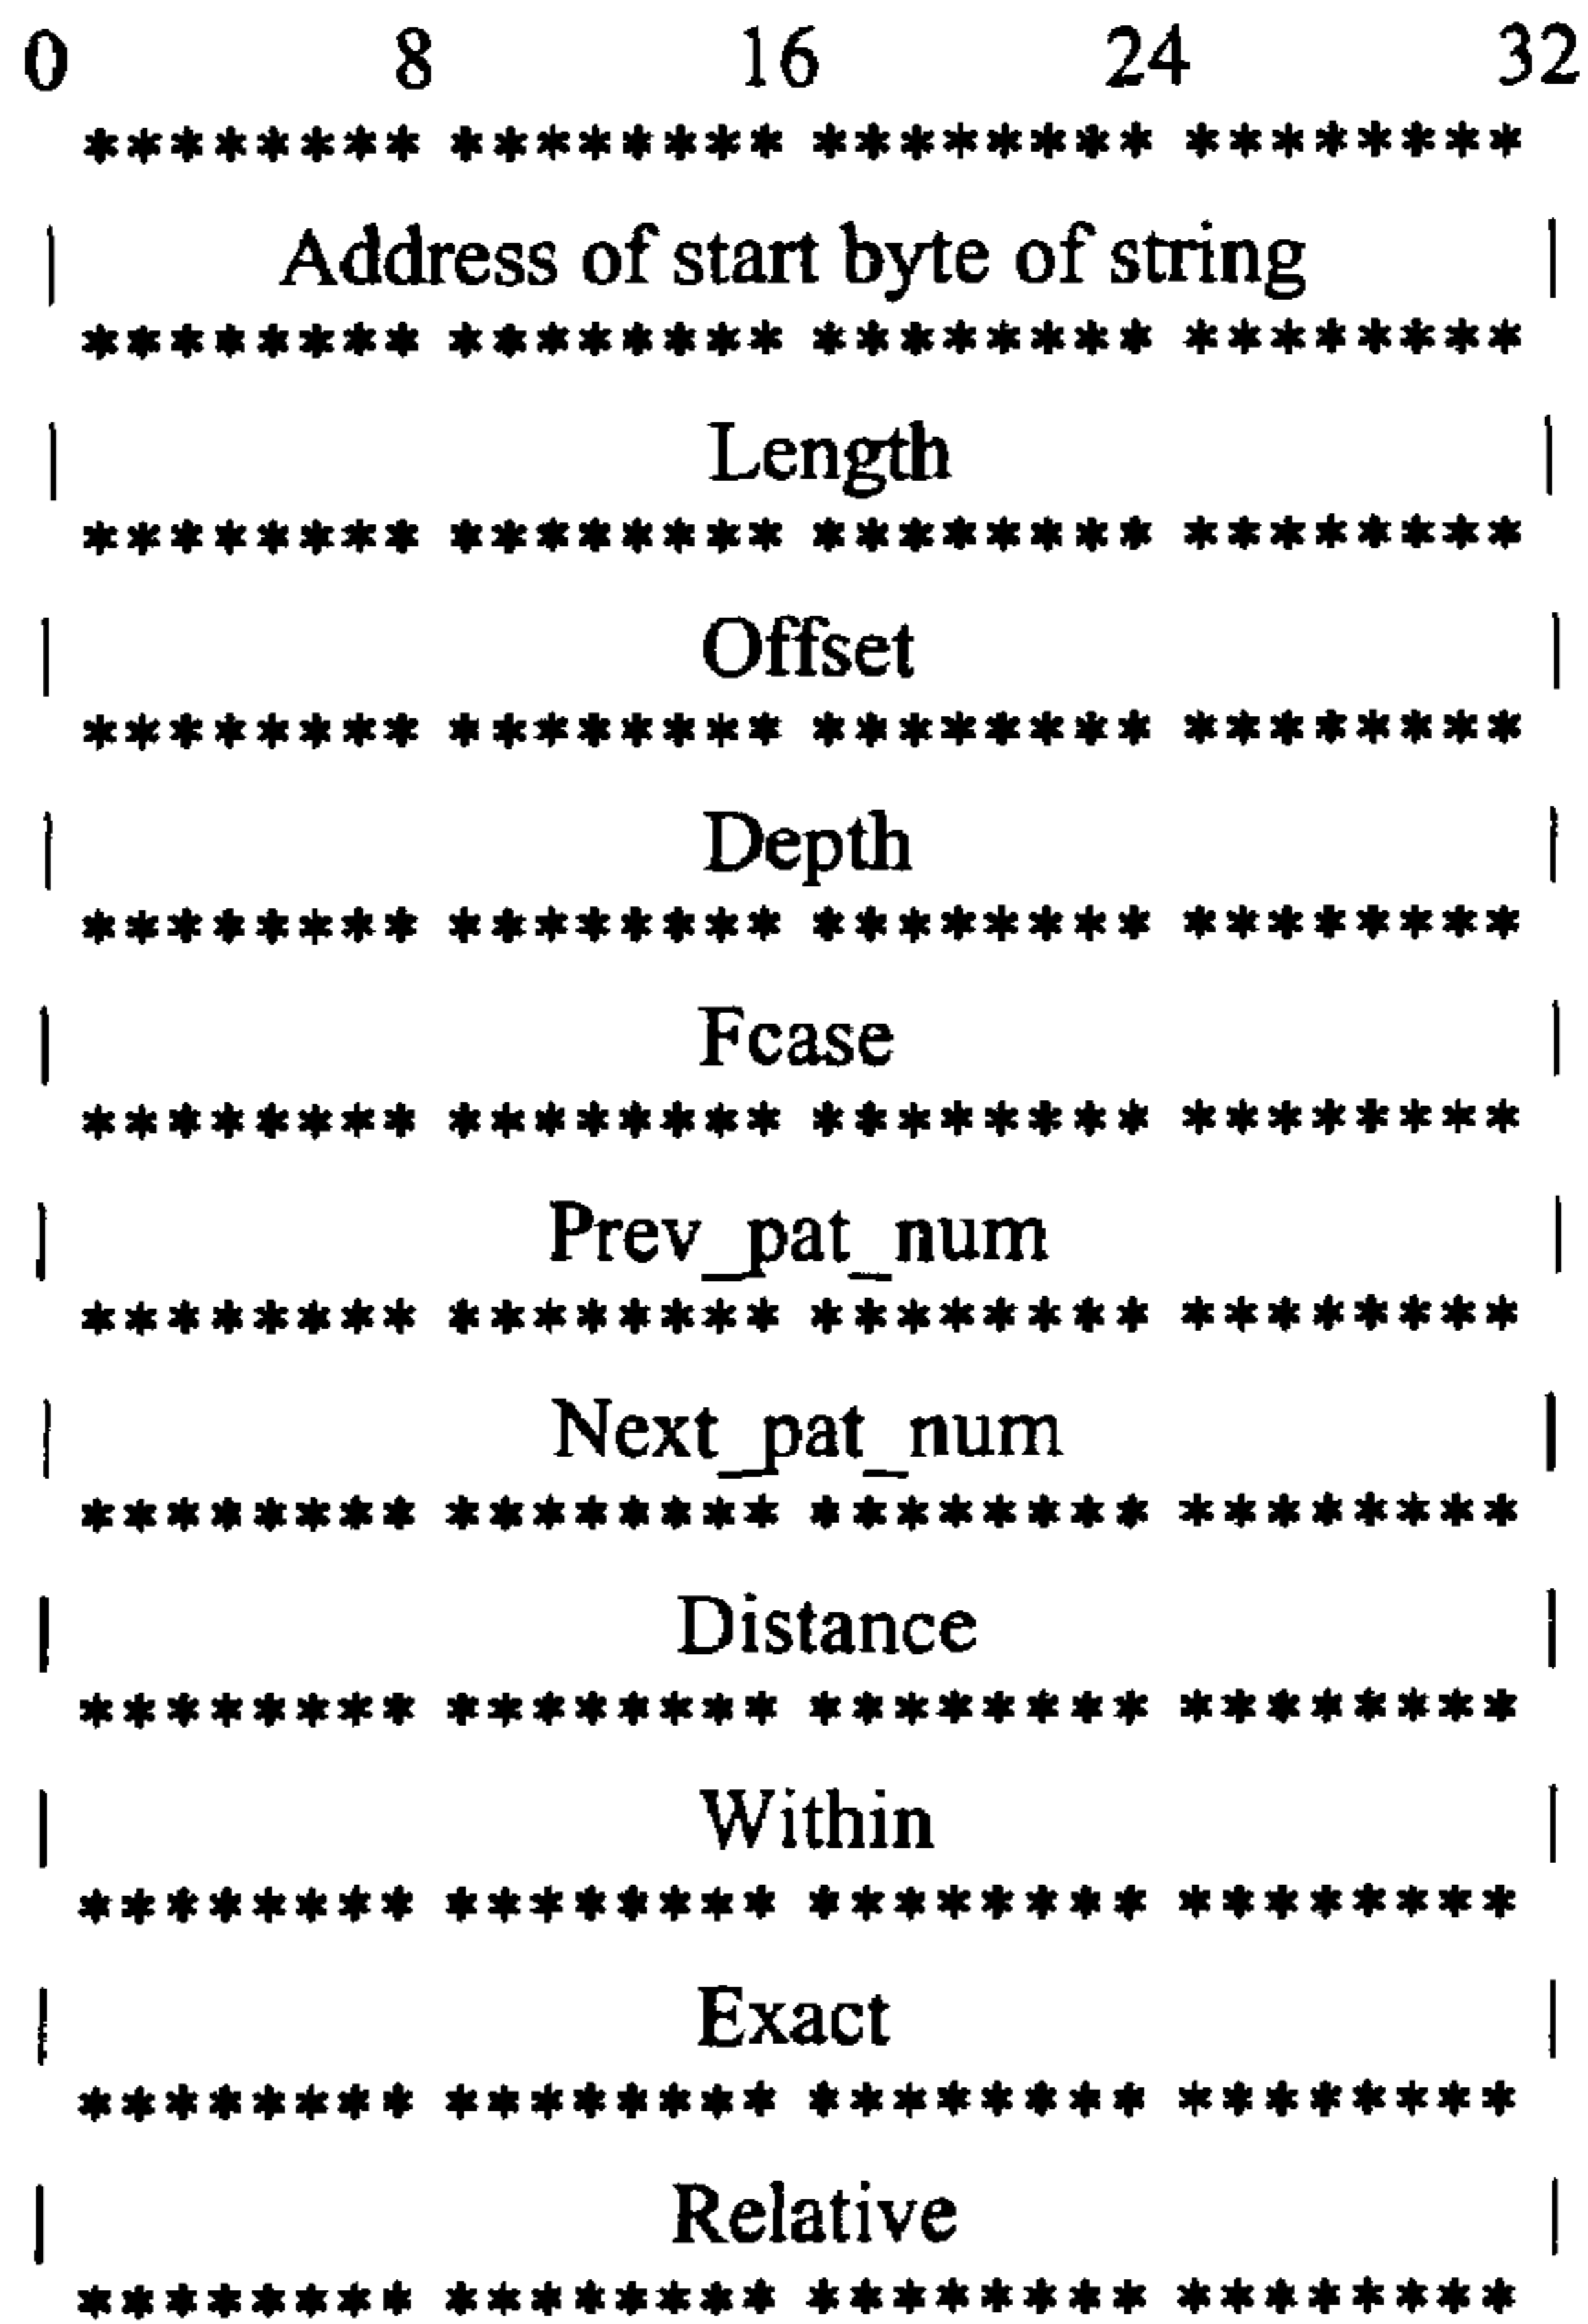 0 8 16 24 32
******** ******** ******** ********
| Address of start byte of string |
******** ******** ******** ********
| Length |
******** ******** ******** ********
| Offset |
******** ******** ******** ********
| Depth |
******** ******** ******** ********
| Fcase |
******** ******** ******** ********
| Prev_pat_num |
******** ******** ******** ********
| Next_pat_num |
******** ******** ******** ********
| Distance |
******** ******** ******** ********
| Within |
******** ******** ******** ********
| Exact |
******** ******** ******** ********
| Relative |
******** ******** ******** ********